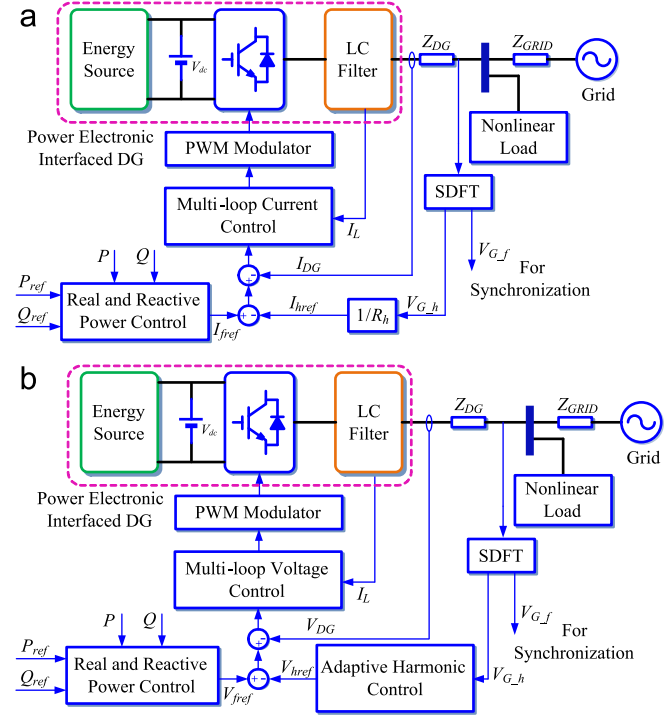 a
Energy
Source
V_dc
LC
Filter
Z_DG
Z_GRID
Grid
Power Electronic
Interfaced DG
PWM Modulator
Nonlinear
Load
Multi-loop Current
Control
I_L
SDFT
P
Q
I_DG
V_G_f
For
Synchronization
P_ref
Q_ref
Real and Reactive
Power Control
I_fref
+ -
+ -
I_href
1/R_h
V_G_h
b
Energy
Source
V_dc
LC
Filter
Z_DG
Z_GRID
Grid
Power Electronic
Interfaced DG
PWM Modulator
Nonlinear
Load
Multi-loop Voltage
Control
I_L
SDFT
P
Q
V_DG
V_G_f
For
Synchronization
P_ref
Q_ref
Real and Reactive
Power Control
V_fref
+ -
+ -
V_href
Adaptive Harmonic
Control
V_G_h